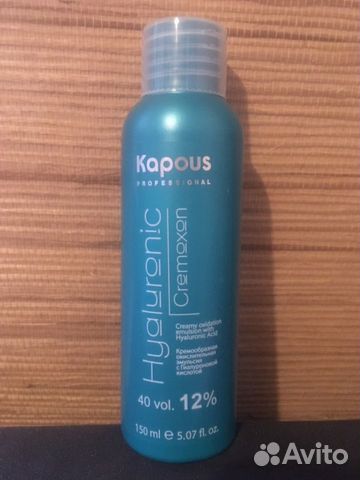 Kapous
PROFESSIONAL
Hyaluronic
Cremoxon
Creamy oxidation
emulsion with
Hyaluronic Acid
Кремообразная
окислительная
эмульсия
с Гиалуроновой
кислотой
40 vol. 12%
150 ml e 5.07 fl. oz.
Avito